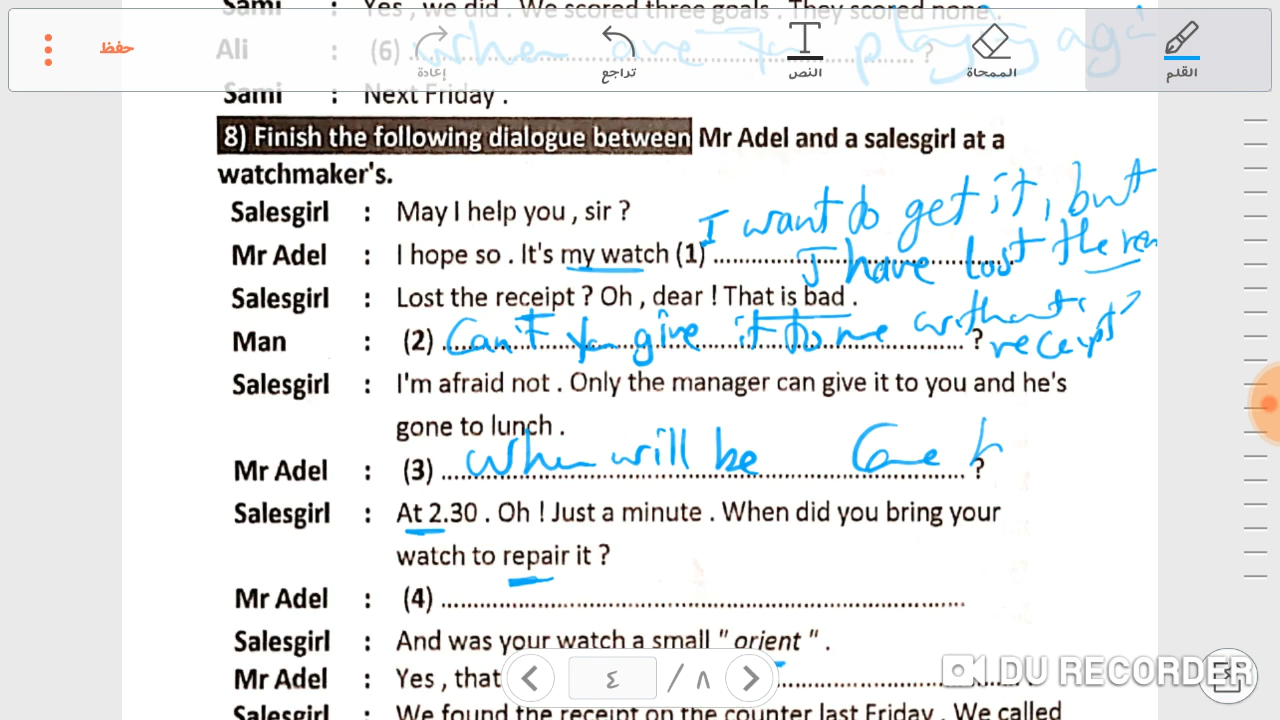 Sami : Yes, we did. We scored three goals. They scored none.
حفظ
إعادة
تراجع
النص
الممحاة
القلم
Ali : (6) When are you playing ?
Sami : Next Friday.
8) Finish the following dialogue between Mr Adel and a salesgirl at a
watchmaker's.
Salesgirl : May I help you, sir?
I want to get it, but
Mr Adel : I hope so. It's my watch (1)
I have lost the
Salesgirl : Lost the receipt? Oh, dear! That is bad.
Man : (2) Can't you give it to me without receipt ?
Salesgirl : I'm afraid not. Only the manager can give it to you and he's
gone to lunch.
Mr Adel : (3) When will be Come ?
Salesgirl : At 2.30. Oh! Just a minute. When did you bring your
watch to repair it?
Mr Adel : (4)
Salesgirl : And was your watch a small "orient".
Mr Adel : Yes, that
٤ / ٨
DU RECORDER
Salesgirl : We found the receipt on the counter last Friday. We called